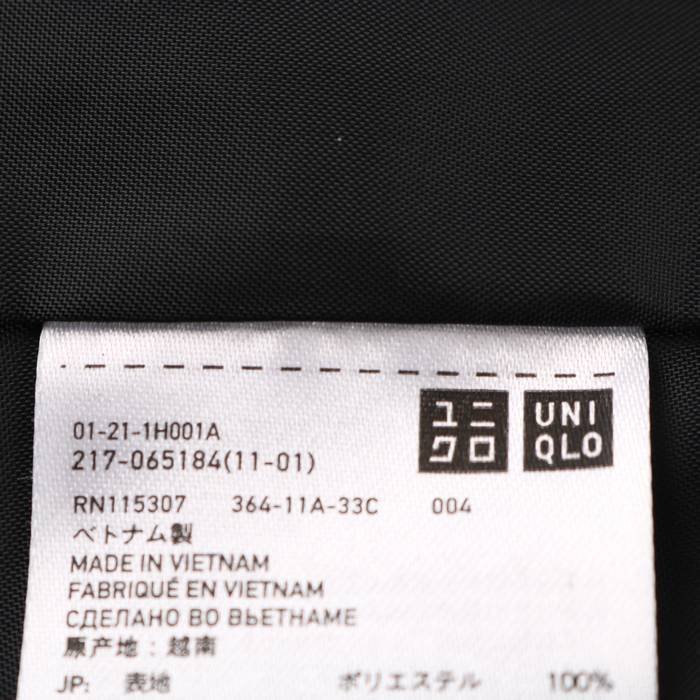 ユニ
クロ
UNI
QLO
01-21-1H001A
217-065184(11-01)
RN115307 364-11A-33C 004
ベトナム製
MADE IN VIETNAM
FABRIQUÉ EN VIETNAM
СДЕЛАНО ВО ВЬЕТНАМЕ
原产地：越南
JP: 表地 ポリエステル 100%